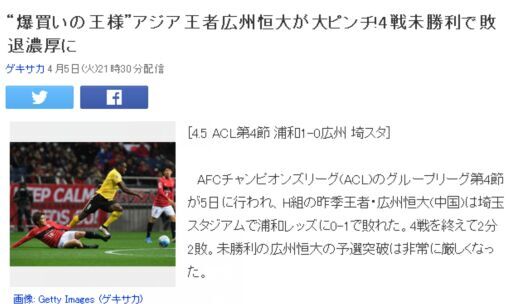 “爆買いの王様”アジア王者広州恒大が大ピンチ!4戦未勝利で敗
退濃厚に
ゲキサカ 4月5日(火)21時30分配信
[4.5 ACL第4節 浦和1-0広州 埼スタ]
AFCチャンピオンズリーグ(ACL)のグループリーグ第4節
が5日に行われ、H組の昨季王者・広州恒大(中国)は埼玉
スタジアムで浦和レッズに0-1で敗れた。4戦を終えて2分
2敗。未勝利の広州恒大の予選突破は非常に厳しくなっ
た。
画像: Getty Images (ゲキサカ)